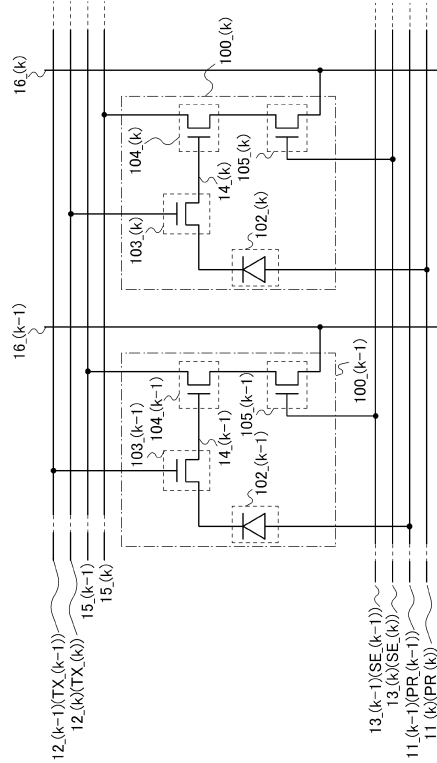 16_(k)
100_(k)
104_(k)
105_(k)
14_(k)
103_(k)
102_(k)
16_(k-1)
100_(k-1)
103_(k-1)
104_(k-1)
14_(k-1)
105_(k-1)
102_(k-1)
15_(k-1)
15_(k)
12_(k-1)(TX_(k-1))
12_(k)(TX_(k))
13_(k-1)(SE_(k-1))
13_(k)(SE_(k))
11_(k-1)(PR_(k-1))
11_(k)(PR_(k))